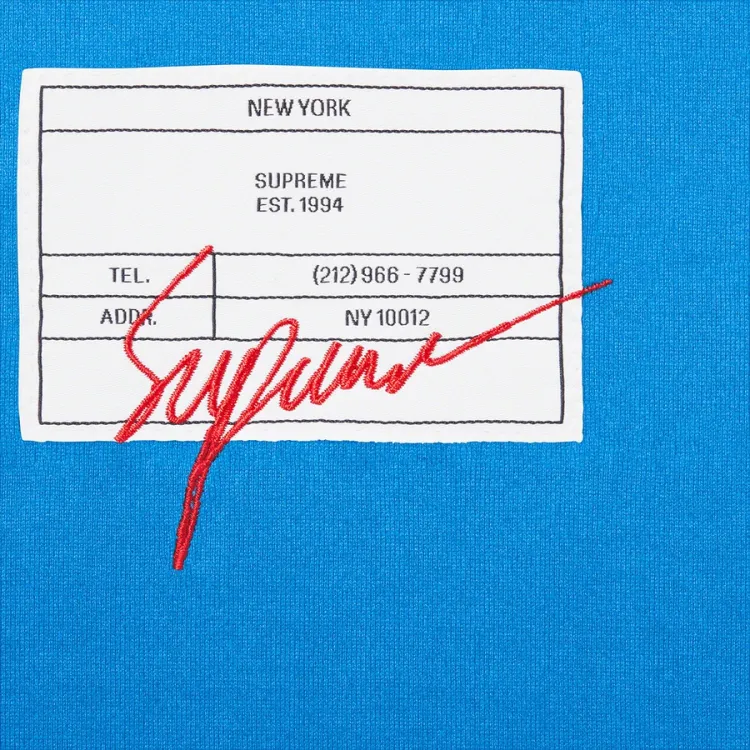 NEW YORK
SUPREME
EST. 1994
TEL. (212) 966 - 7799
ADDR. NY 10012
Supreme